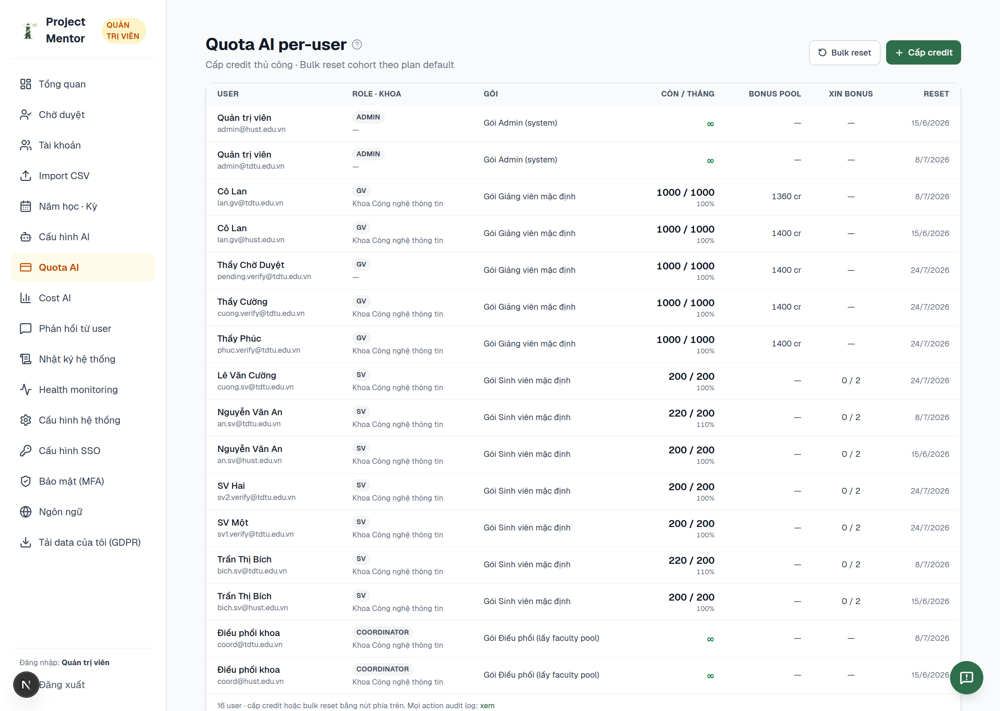 Project
Mentor
QUẢN
TRỊ VIÊN
Tổng quan
Chờ duyệt
Tài khoản
Import CSV
Năm học · Kỳ
Cấu hình AI
Quota AI
Cost AI
Phản hồi từ user
Nhật ký hệ thống
Health monitoring
Cấu hình hệ thống
Cấu hình SSO
Bảo mật (MFA)
Ngôn ngữ
Tải data của tôi (GDPR)
Đăng nhập: Quản trị viên
N
Đăng xuất
Quota AI per-user ?
Cấp credit thủ công · Bulk reset cohort theo plan default
Bulk reset
+ Cấp credit
USER ROLE · KHOA GÓI CÒN / THÁNG BONUS POOL XIN BONUS RESET
Quản trị viên ADMIN
admin@hust.edu.vn — Gói Admin (system) ∞ — — 15/6/2026
Quản trị viên ADMIN
admin@tdtu.edu.vn — Gói Admin (system) ∞ — — 8/7/2026
Cô Lan GV Gói Giảng viên mặc định 1000 / 1000 1360 cr — 8/7/2026
lan.gv@tdtu.edu.vn Khoa Công nghệ thông tin 100%
Cô Lan GV Gói Giảng viên mặc định 1000 / 1000 1400 cr — 15/6/2026
lan.gv@hust.edu.vn Khoa Công nghệ thông tin 100%
Thầy Chờ Duyệt GV Gói Giảng viên mặc định 1000 / 1000 1400 cr — 24/7/2026
pending.verify@tdtu.edu.vn — 100%
Thầy Cường GV Gói Giảng viên mặc định 1000 / 1000 1400 cr — 24/7/2026
cuong.verify@tdtu.edu.vn Khoa Công nghệ thông tin 100%
Thầy Phúc GV Gói Giảng viên mặc định 1000 / 1000 1400 cr — 24/7/2026
phuc.verify@tdtu.edu.vn Khoa Công nghệ thông tin 100%
Lê Văn Cường SV Gói Sinh viên mặc định 200 / 200 — 0 / 2 24/7/2026
cuong.sv@tdtu.edu.vn Khoa Công nghệ thông tin 100%
Nguyễn Văn An SV Gói Sinh viên mặc định 220 / 200 — 0 / 2 8/7/2026
an.sv@tdtu.edu.vn Khoa Công nghệ thông tin 110%
Nguyễn Văn An SV Gói Sinh viên mặc định 200 / 200 — 0 / 2 15/6/2026
an.sv@hust.edu.vn Khoa Công nghệ thông tin 100%
SV Hai SV Gói Sinh viên mặc định 200 / 200 — 0 / 2 24/7/2026
sv2.verify@tdtu.edu.vn Khoa Công nghệ thông tin 100%
SV Một SV Gói Sinh viên mặc định 200 / 200 — 0 / 2 24/7/2026
sv1.verify@tdtu.edu.vn Khoa Công nghệ thông tin 100%
Trần Thị Bích SV Gói Sinh viên mặc định 220 / 200 — 0 / 2 8/7/2026
bich.sv@tdtu.edu.vn Khoa Công nghệ thông tin 110%
Trần Thị Bích SV Gói Sinh viên mặc định 200 / 200 — 0 / 2 15/6/2026
bich.sv@hust.edu.vn Khoa Công nghệ thông tin 100%
Điều phối khoa COORDINATOR Gói Điều phối (lấy faculty pool) ∞ — — 8/7/2026
coord@tdtu.edu.vn Khoa Công nghệ thông tin
Điều phối khoa COORDINATOR Gói Điều phối (lấy faculty pool) ∞ — — 15/6/2026
coord@hust.edu.vn Khoa Công nghệ thông tin
16 user · cấp credit hoặc bulk reset bằng nút phía trên. Mọi action audit log: xem